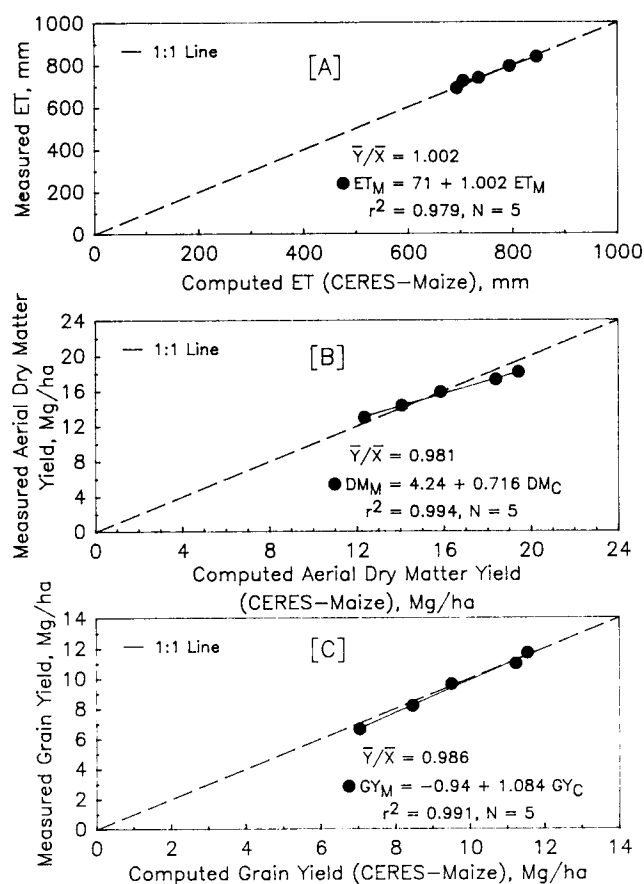 1000
800
600
400
200
0
Measured ET, mm
1:1 Line
[A]
Y̅/X̅ = 1.002
ET_M = 71 + 1.002 ET_M
r² = 0.979, N = 5
0 200 400 600 800 1000
Computed ET (CERES-Maize), mm
24
20
16
12
8
4
0
Measured Aerial Dry Matter
Yield, Mg/ha
1:1 Line
[B]
Y̅/X̅ = 0.981
DM_M = 4.24 + 0.716 DM_C
r² = 0.994, N = 5
0 4 8 12 16 20 24
Computed Aerial Dry Matter Yield
(CERES-Maize), Mg/ha
14
12
10
8
6
4
2
0
Measured Grain Yield, Mg/ha
1:1 Line
[C]
Y̅/X̅ = 0.986
GY_M = -0.94 + 1.084 GY_C
r² = 0.991, N = 5
0 2 4 6 8 10 12 14
Computed Grain Yield (CERES-Maize), Mg/ha